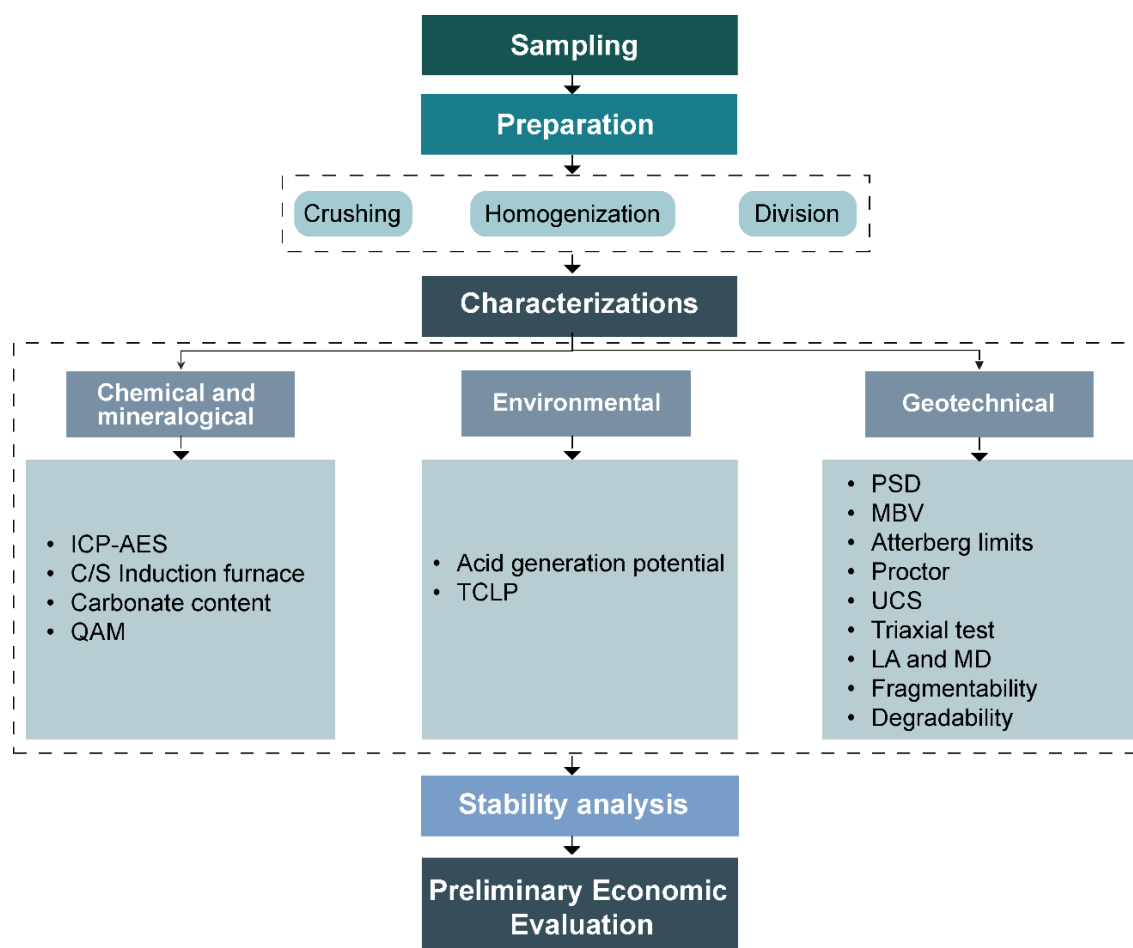 Sampling
Preparation
Crushing
Homogenization
Division
Characterizations
Chemical and
mineralogical
• ICP-AES
• C/S Induction furnace
• Carbonate content
• QAM
Environmental
• Acid generation potential
• TCLP
Geotechnical
• PSD
• MBV
• Atterberg limits
• Proctor
• UCS
• Triaxial test
• LA and MD
• Fragmentability
• Degradability
Stability analysis
Preliminary Economic
Evaluation